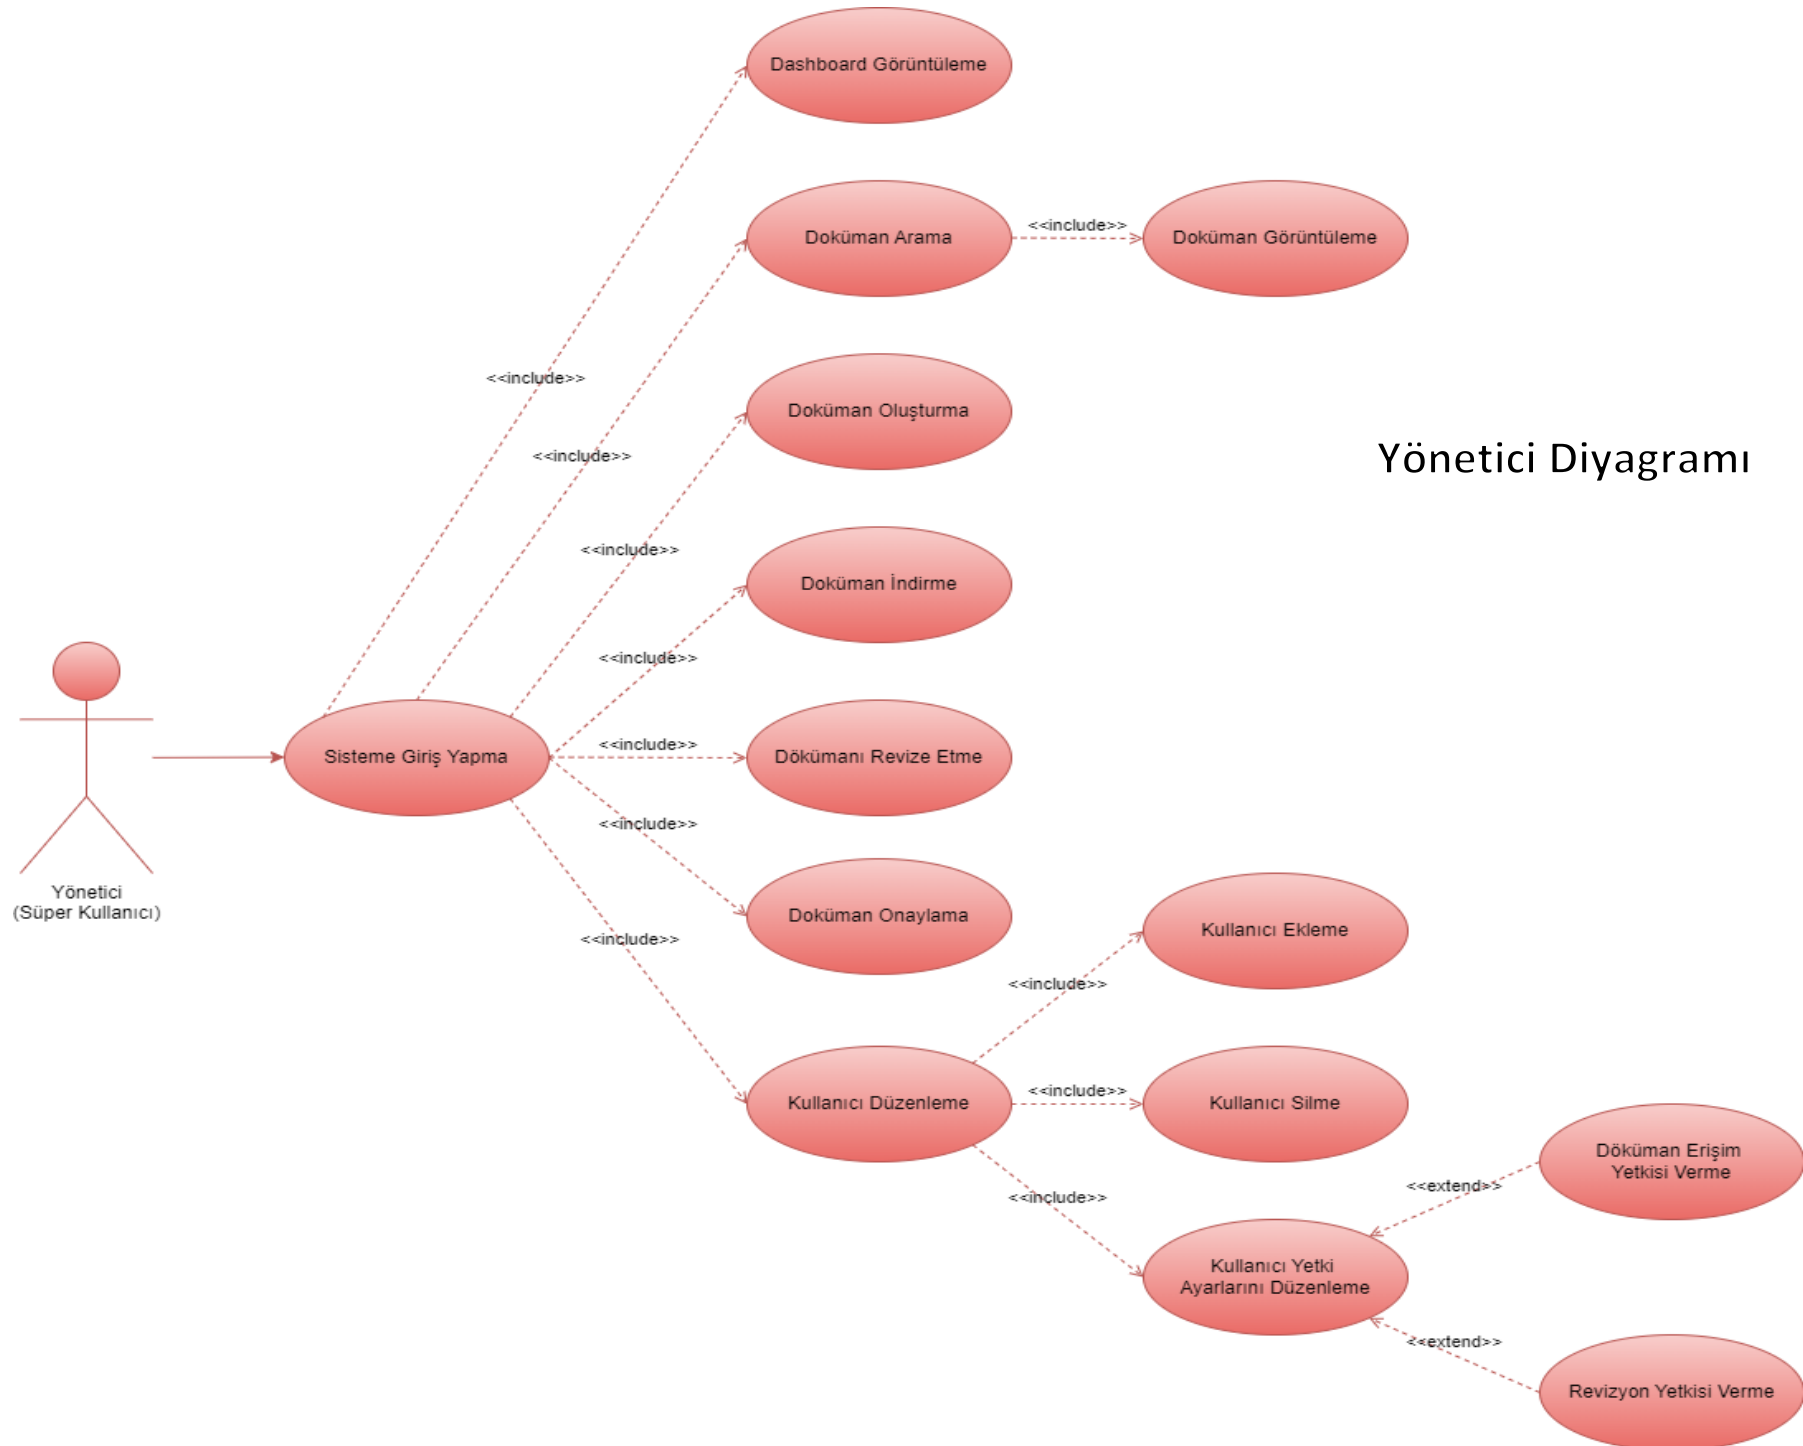 Dashboard Görüntüleme
Doküman Arama
<<include>>
Doküman Görüntüleme
<<include>>
Doküman Oluşturma
<<include>>
Yönetici Diyagramı
<<include>>
Doküman İndirme
<<include>>
Yönetici
(Süper Kullanıcı)
Sisteme Giriş Yapma
<<include>>
Dökümanı Revize Etme
<<include>>
Doküman Onaylama
<<include>>
Kullanıcı Ekleme
<<include>>
Kullanıcı Düzenleme
<<include>>
Kullanıcı Silme
<<include>>
Döküman Erişim
Yetkisi Verme
<<extend>>
Kullanıcı Yetki
Ayarlarını Düzenleme
<<extend>>
Revizyon Yetkisi Verme